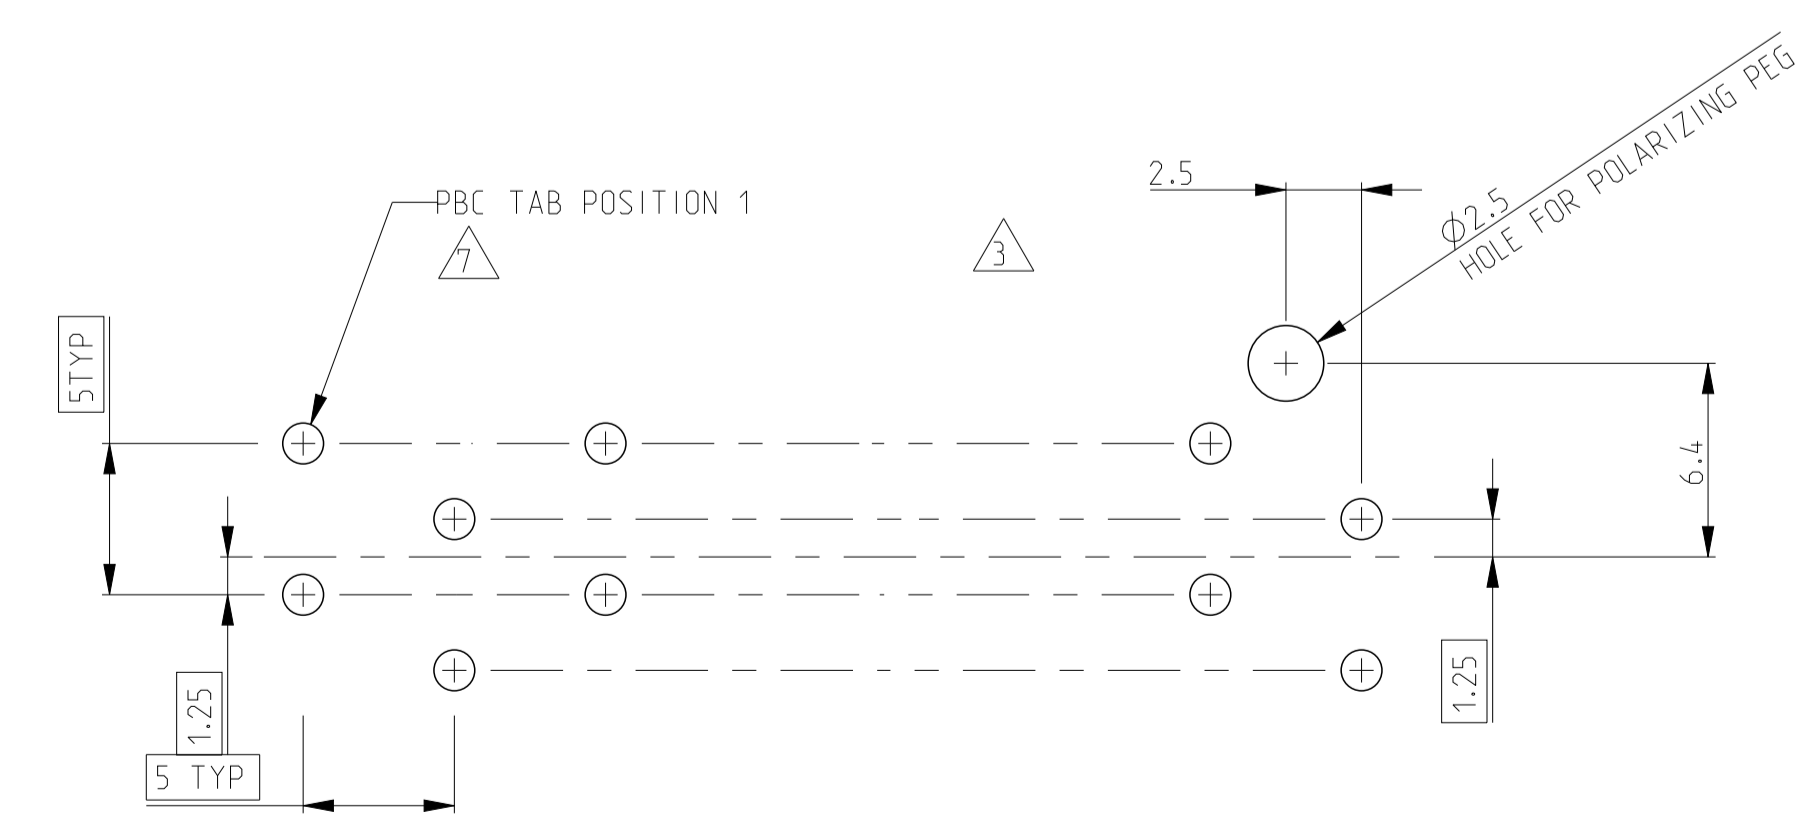 2.5
Ø2.5
HOLE FOR POLARIZING PEG
PBC TAB POSITION 1
7
3
5TYP
6.4
1.25
1.25
5 TYP